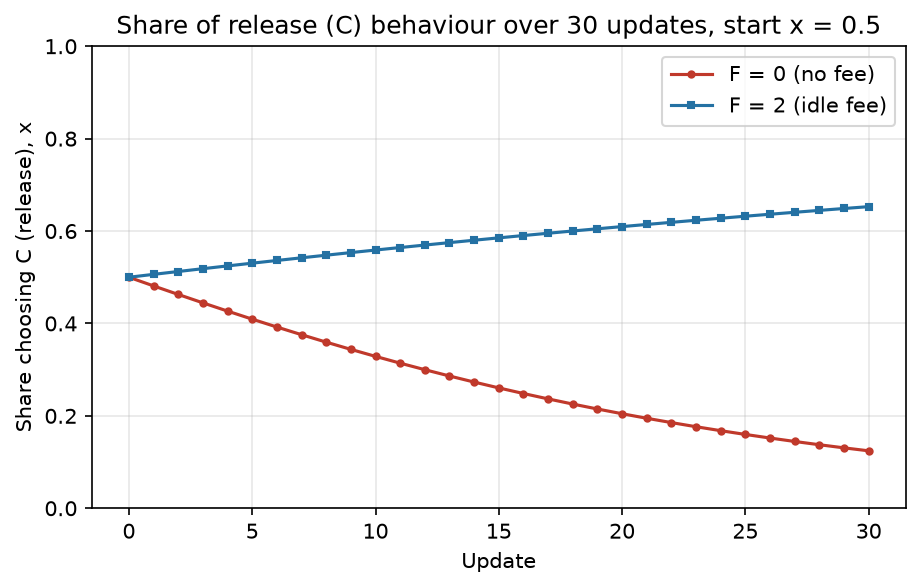 Share of release (C) behaviour over 30 updates, start x = 0.5
F = 0 (no fee)
F = 2 (idle fee)
Share choosing C (release), x
1.0
0.8
0.6
0.4
0.2
0.0
0 5 10 15 20 25 30
Update